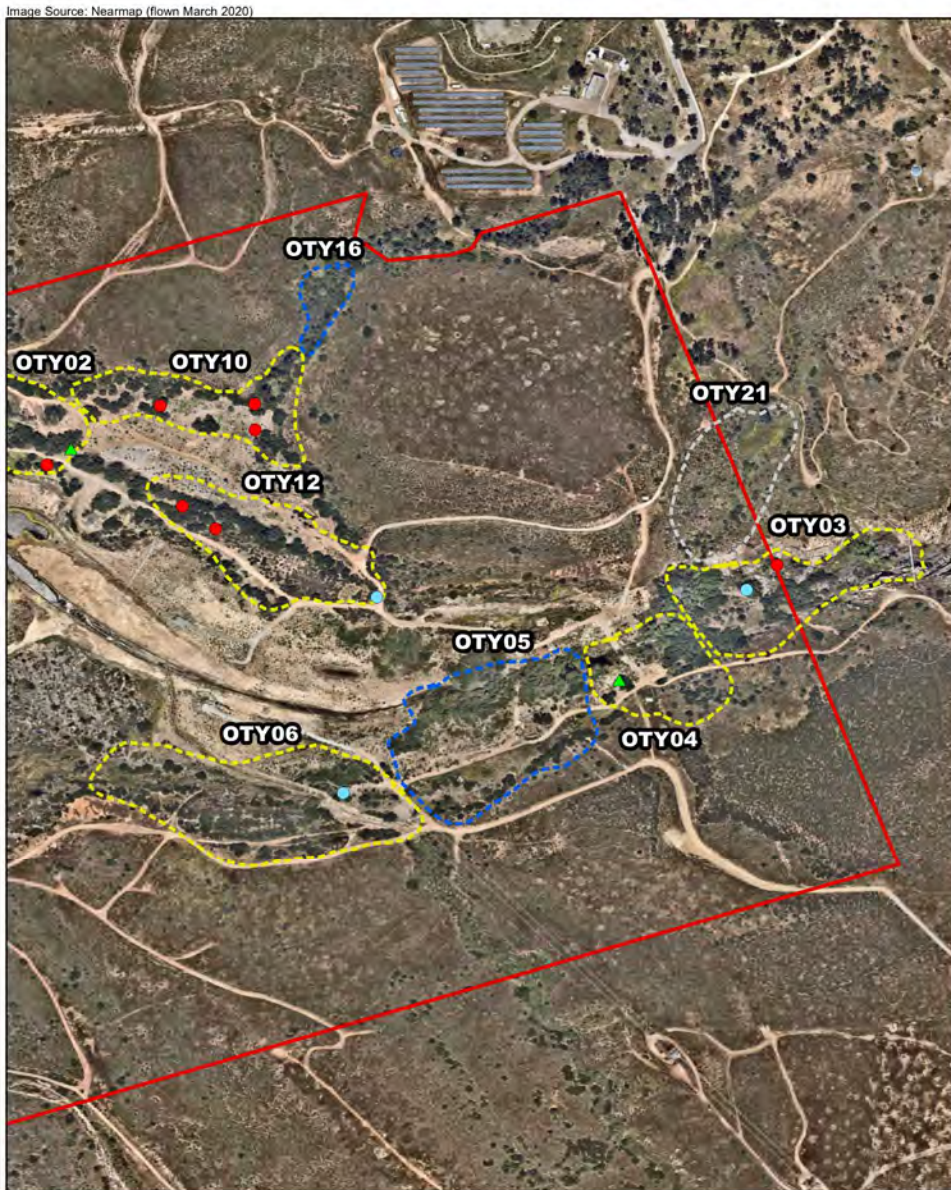 Image Source: Nearmap (flown March 2020)
OTY16
OTY02
OTY10
OTY21
OTY12
OTY03
OTY05
OTY04
OTY06